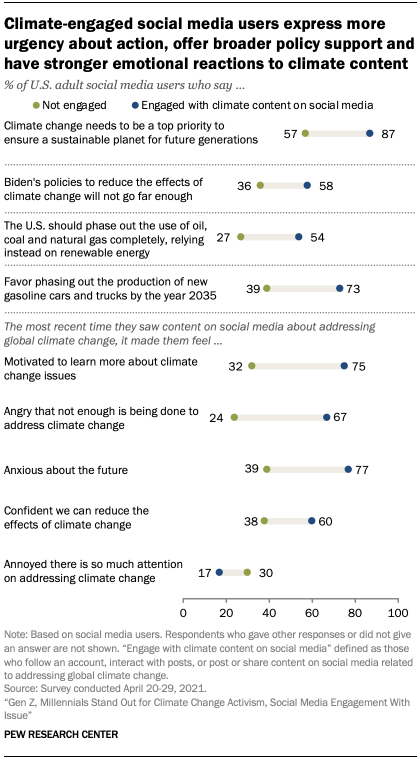 Climate-engaged social media users express more
urgency about action, offer broader policy support and
have stronger emotional reactions to climate content
% of U.S. adult social media users who say ...
Not engaged
Engaged with climate content on social media
Climate change needs to be a top priority to
ensure a sustainable planet for future generations
57 87
Biden's policies to reduce the effects of
climate change will not go far enough
36 58
The U.S. should phase out the use of oil,
coal and natural gas completely, relying
instead on renewable energy
27 54
Favor phasing out the production of new
gasoline cars and trucks by the year 2035
39 73
The most recent time they saw content on social media about addressing
global climate change, it made them feel ...
Motivated to learn more about climate
change issues
32 75
Angry that not enough is being done to
address climate change
24 67
Anxious about the future
39 77
Confident we can reduce the
effects of climate change
38 60
Annoyed there is so much attention
on addressing climate change
17 30
0 20 40 60 80 100
Note: Based on social media users. Respondents who gave other responses or did not give
an answer are not shown. “Engage with climate content on social media” defined as those
who follow an account, interact with posts, or post or share content on social media related
to addressing global climate change.
Source: Survey conducted April 20-29, 2021.
“Gen Z, Millennials Stand Out for Climate Change Activism, Social Media Engagement With
Issue”
PEW RESEARCH CENTER